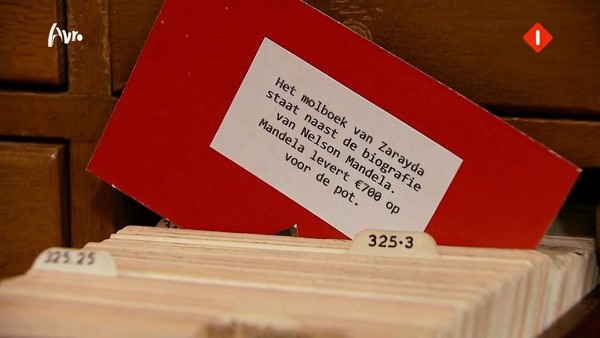 Avro
1
Het molboek van Zarayda
staat naast de biografie
van Nelson Mandela.
Mandela levert €700 op
voor de pot.
325·3
325.25